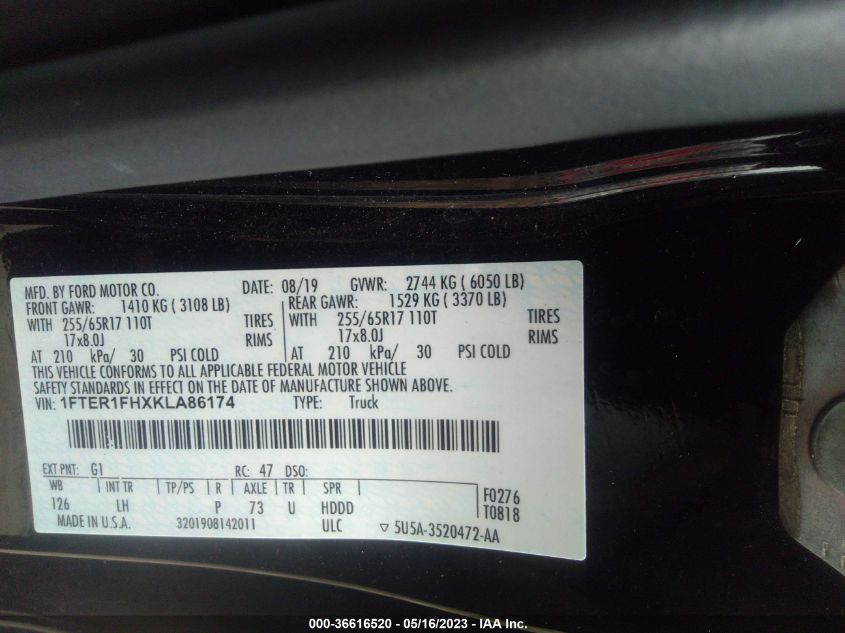 MFD. BY FORD MOTOR CO. DATE: 08/19 GVWR: 2744 KG ( 6050 LB)
FRONT GAWR: 1410 KG ( 3108 LB) REAR GAWR: 1529 KG ( 3370 LB)
WITH 255/65R17 110T TIRES WITH 255/65R17 110T TIRES
17x8.0J RIMS 17x8.0J RIMS
AT 210 kPa/ 30 PSI COLD AT 210 kPa/ 30 PSI COLD
THIS VEHICLE CONFORMS TO ALL APPLICABLE FEDERAL MOTOR VEHICLE
SAFETY STANDARDS IN EFFECT ON THE DATE OF MANUFACTURE SHOWN ABOVE.
VIN: 1FTER1FHXKLA86174 TYPE: Truck
EXT PNT: G1 RC: 47 DSO:
WB INT TR TP/PS R AXLE TR SPR F0276
126 LH P 73 U HDDD T0818
MADE IN U.S.A. 3201908142011 ULC ▽ 5U5A-3520472-AA
000-36616520 - 05/16/2023 - IAA Inc.